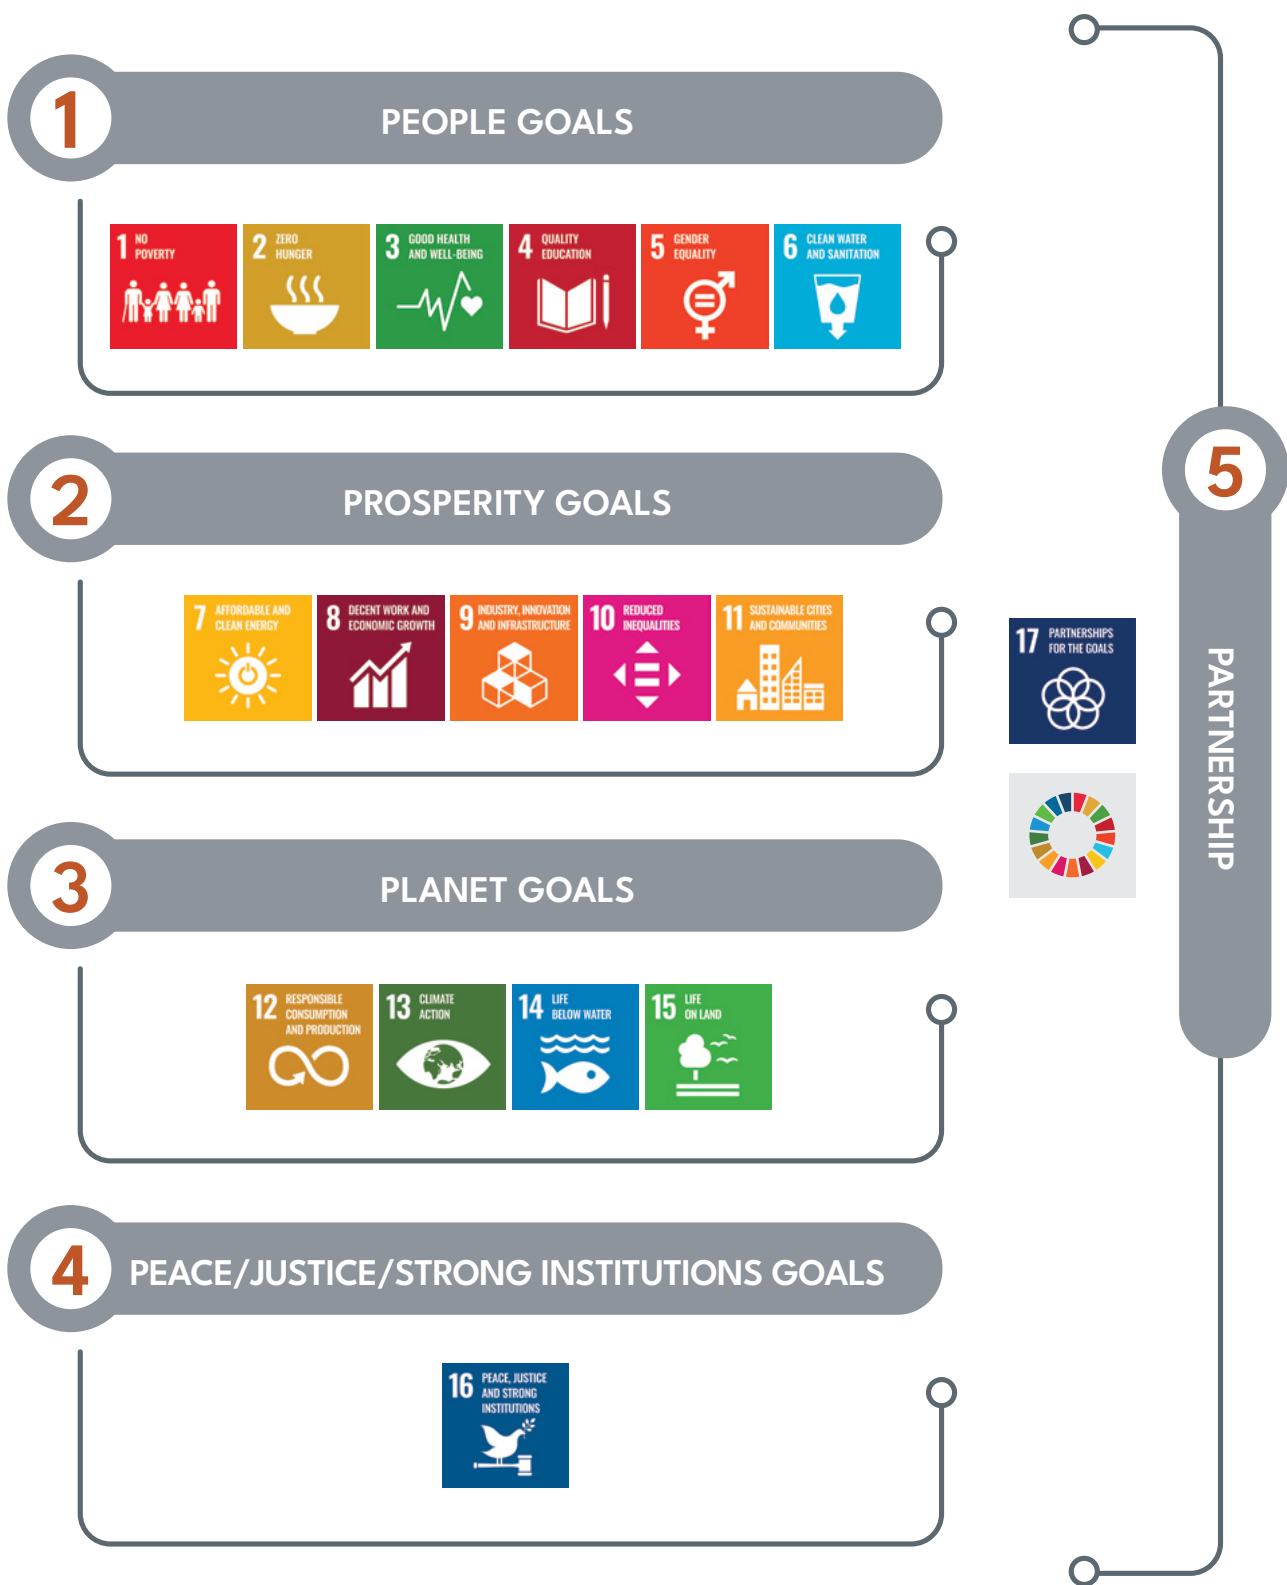 1
PEOPLE GOALS
1 NO
POVERTY
2 ZERO
HUNGER
3 GOOD HEALTH
AND WELL-BEING
4 QUALITY
EDUCATION
5 GENDER
EQUALITY
6 CLEAN WATER
AND SANITATION
2
PROSPERITY GOALS
7 AFFORDABLE AND
CLEAN ENERGY
8 DECENT WORK AND
ECONOMIC GROWTH
9 INDUSTRY, INNOVATION
AND INFRASTRUCTURE
10 REDUCED
INEQUALITIES
11 SUSTAINABLE CITIES
AND COMMUNITIES
3
PLANET GOALS
12 RESPONSIBLE
CONSUMPTION
AND PRODUCTION
13 CLIMATE
ACTION
14 LIFE
BELOW WATER
15 LIFE
ON LAND
4
PEACE/JUSTICE/STRONG INSTITUTIONS GOALS
16 PEACE, JUSTICE
AND STRONG
INSTITUTIONS
5
PARTNERSHIP
17 PARTNERSHIPS
FOR THE GOALS